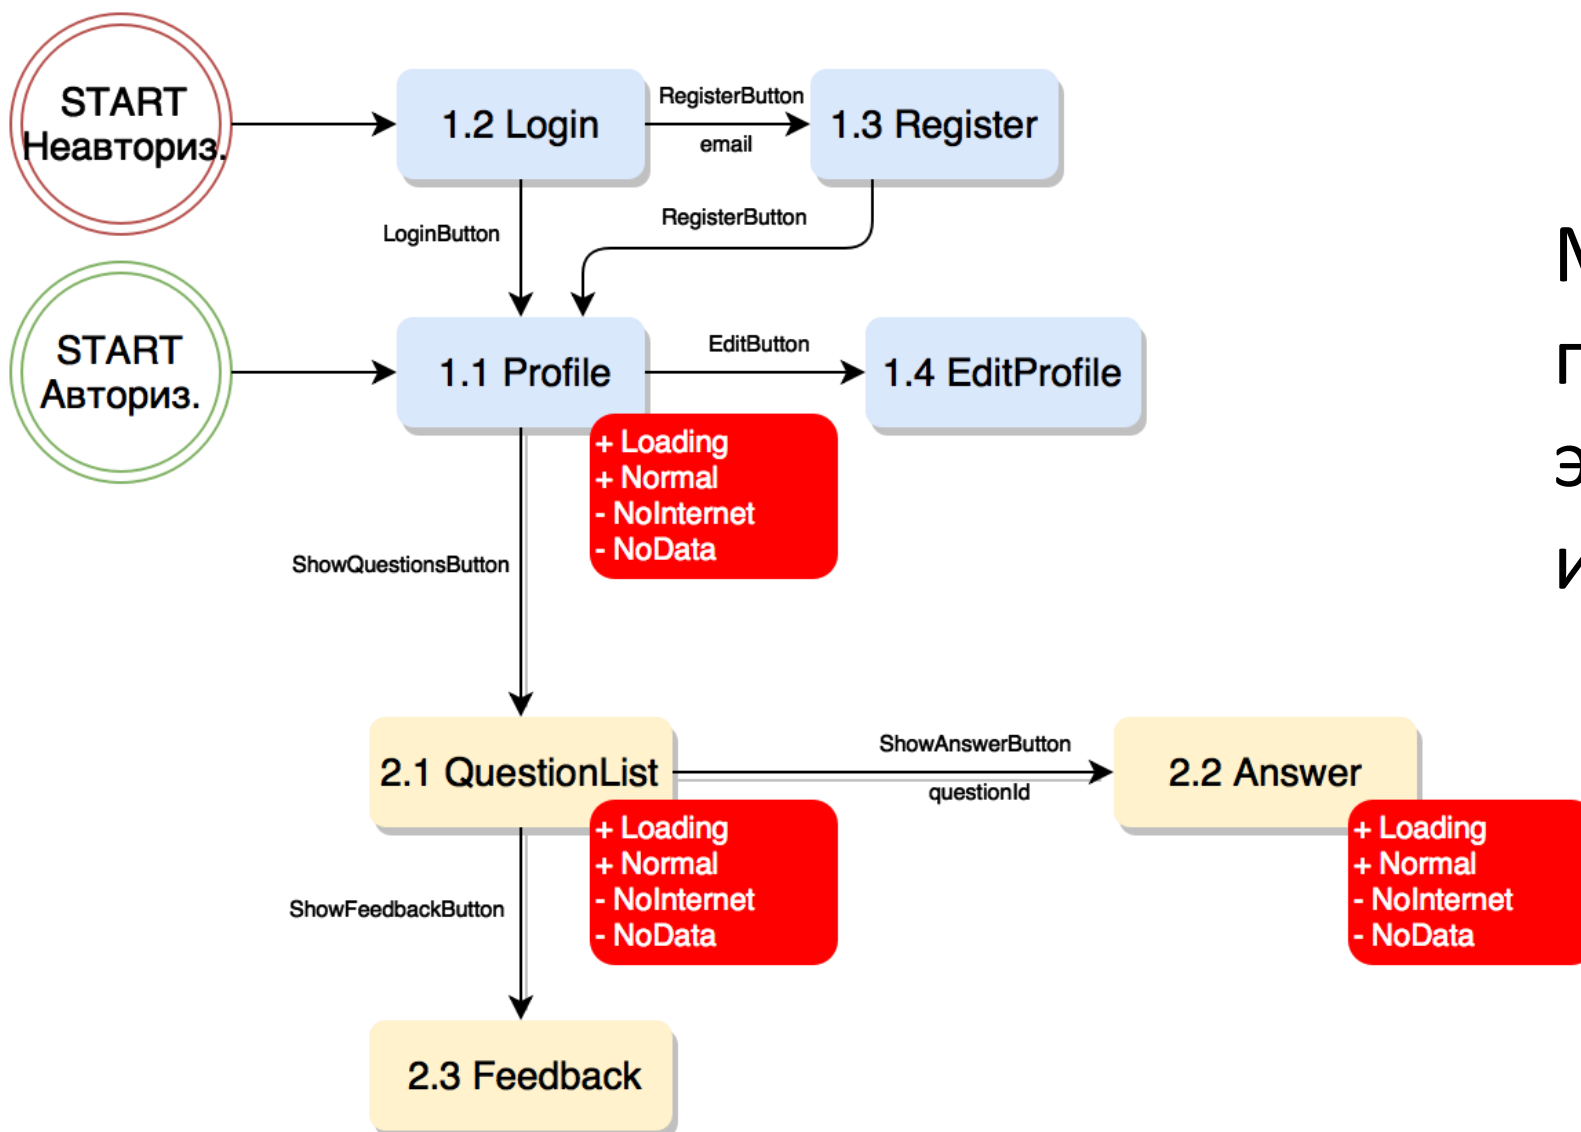 START
Неавториз.
1.2 Login
RegisterButton
email
1.3 Register
LoginButton
RegisterButton
START
Авториз.
1.1 Profile
EditButton
1.4 EditProfile
+ Loading
+ Normal
- NoInternet
- NoData
ShowQuestionsButton
2.1 QuestionList
ShowAnswerButton
questionId
2.2 Answer
+ Loading
+ Normal
- NoInternet
- NoData
+ Loading
+ Normal
- NoInternet
- NoData
ShowFeedbackButton
2.3 Feedback